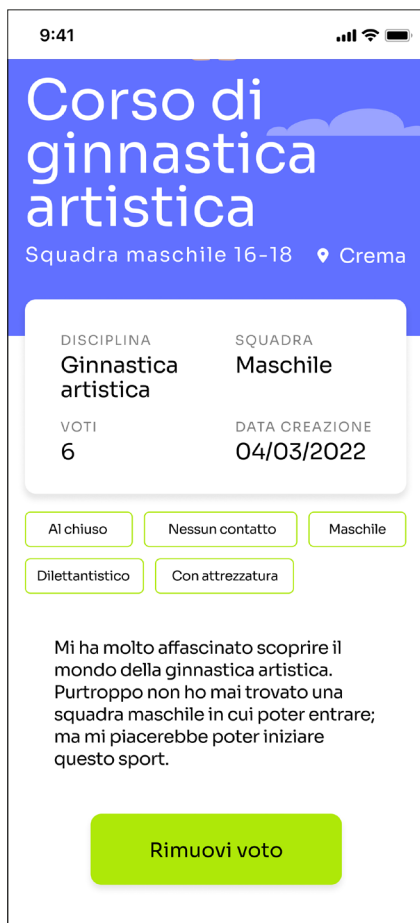 9:41
Corso di
ginnastica
artistica
Squadra maschile 16-18 Crema
DISCIPLINA SQUADRA
Ginnastica Maschile
artistica
VOTI DATA CREAZIONE
6 04/03/2022
Al chiuso Nessun contatto Maschile
Dilettantistico Con attrezzatura
Mi ha molto affascinato scoprire il
mondo della ginnastica artistica.
Purtroppo non ho mai trovato una
squadra maschile in cui poter entrare;
ma mi piacerebbe poter iniziare
questo sport.
Rimuovi voto